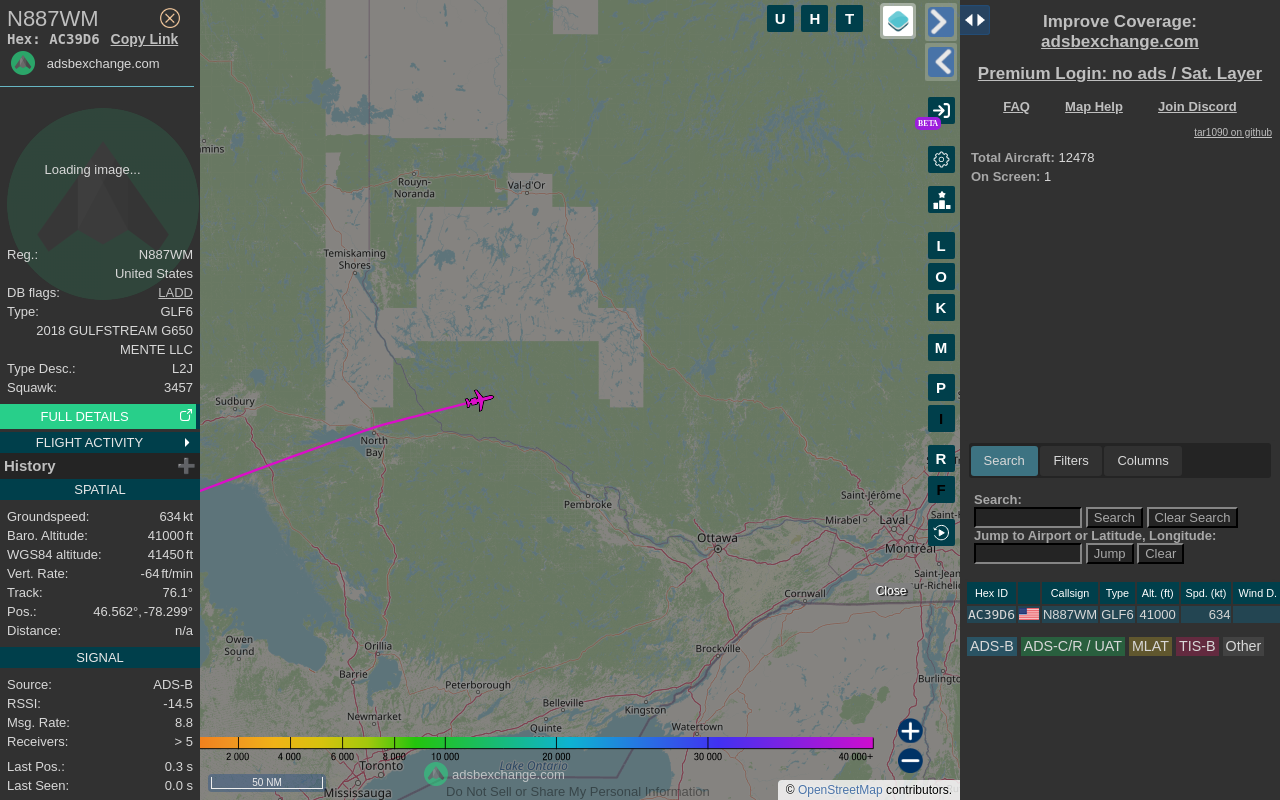 N887WM
Hex: AC39D6 Copy Link
adsbexchange.com
Loading image...
Reg.: N887WM
United States
DB flags: LADD
Type: GLF6
2018 GULFSTREAM G650
MENTE LLC
Type Desc.: L2J
Squawk: 3457
FULL DETAILS
FLIGHT ACTIVITY
History
SPATIAL
Groundspeed: 634 kt
Baro. Altitude: 41000 ft
WGS84 altitude: 41450 ft
Vert. Rate: -64 ft/min
Track: 76.1°
Pos.: 46.562°, -78.299°
Distance: n/a
SIGNAL
Source: ADS-B
RSSI: -14.5
Msg. Rate: 8.8
Receivers: > 5
Last Pos.: 0.3 s
Last Seen: 0.0 s
U H T
BETA
L
O
K
M
P
I
R
F
mins
Rouyn-
Noranda
Val-d'Or
Temiskaming
Shores
Sudbury
North
Bay
Pembroke
Saint-Jérôme
Mirabel
Laval
Montréal
Ottawa
Saint-Jean
ur-Richelieu
Close
Cornwall
Owen
Sound
Orillia
Brockville
Barrie
Peterborough
Burlingto
Belleville
Kingston
Newmarket
Quinte
Watertown
2 000 4 000 6 000 8 000 10 000 20 000 30 000 40 000+
Toronto
Lake Ontario
adsbexchange.com
50 NM
Mississauga
Do Not Sell or Share My Personal Information
© OpenStreetMap contributors.
Improve Coverage:
adsbexchange.com
Premium Login: no ads / Sat. Layer
FAQ Map Help Join Discord
tar1090 on github
Total Aircraft: 12478
On Screen: 1
Search Filters Columns
Search:
Search Clear Search
Jump to Airport or Latitude, Longitude:
Jump Clear
Hex ID Callsign Type Alt. (ft) Spd. (kt) Wind D.
AC39D6 N887WM GLF6 41000 634
ADS-B ADS-C/R / UAT MLAT TIS-B Other